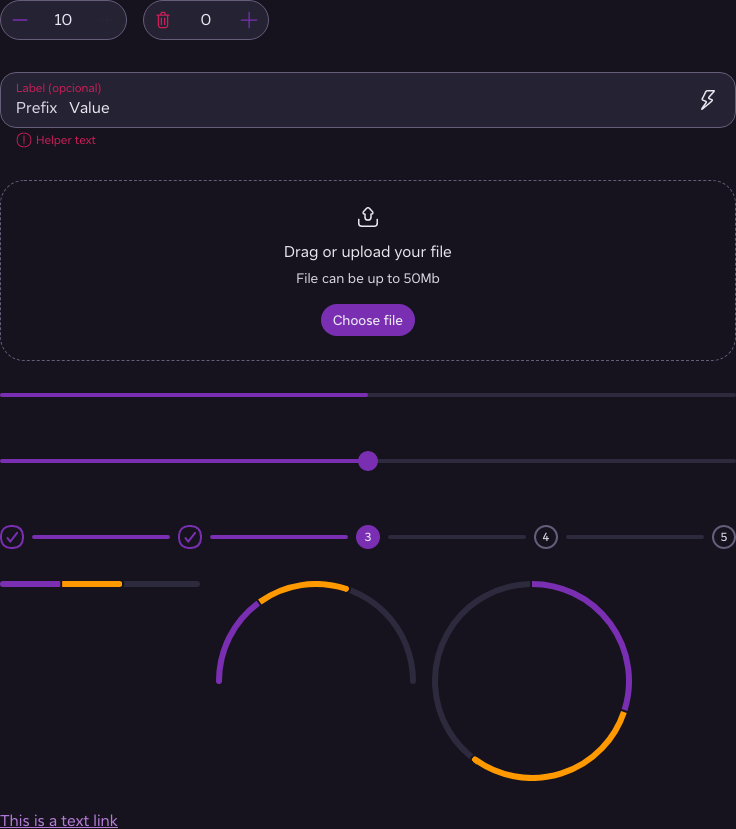 10 0
Label (opcional)
Prefix Value
Helper text
Drag or upload your file
File can be up to 50Mb
Choose file
3 4 5
This is a text link